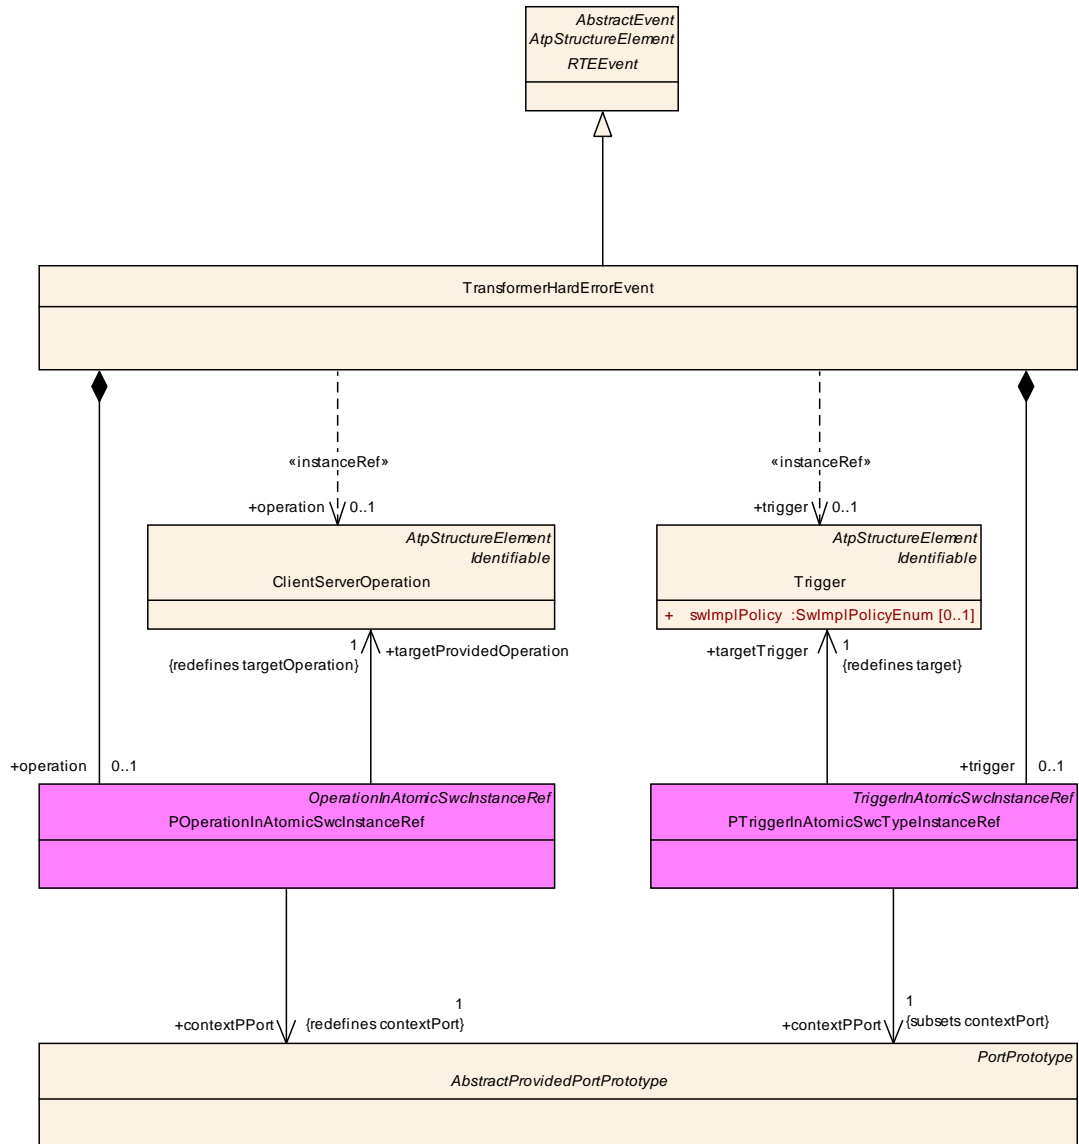 AbstractEvent
AtpStructureElement
RTEEvent
TransformerHardErrorEvent
«instanceRef»
«instanceRef»
+operation 0..1
+trigger 0..1
AtpStructureElement
Identifiable
ClientServerOperation
AtpStructureElement
Identifiable
Trigger
+ swImplPolicy :SwImplPolicyEnum [0..1]
1
{redefines targetOperation}
+targetProvidedOperation
+targetTrigger
1
{redefines target}
+operation 0..1
+trigger 0..1
OperationInAtomicSwcInstanceRef
POperationInAtomicSwcInstanceRef
TriggerInAtomicSwcInstanceRef
PTriggerInAtomicSwcTypeInstanceRef
+contextPPort
1
{redefines contextPort}
+contextPPort
1
{subsets contextPort}
PortPrototype
AbstractProvidedPortPrototype